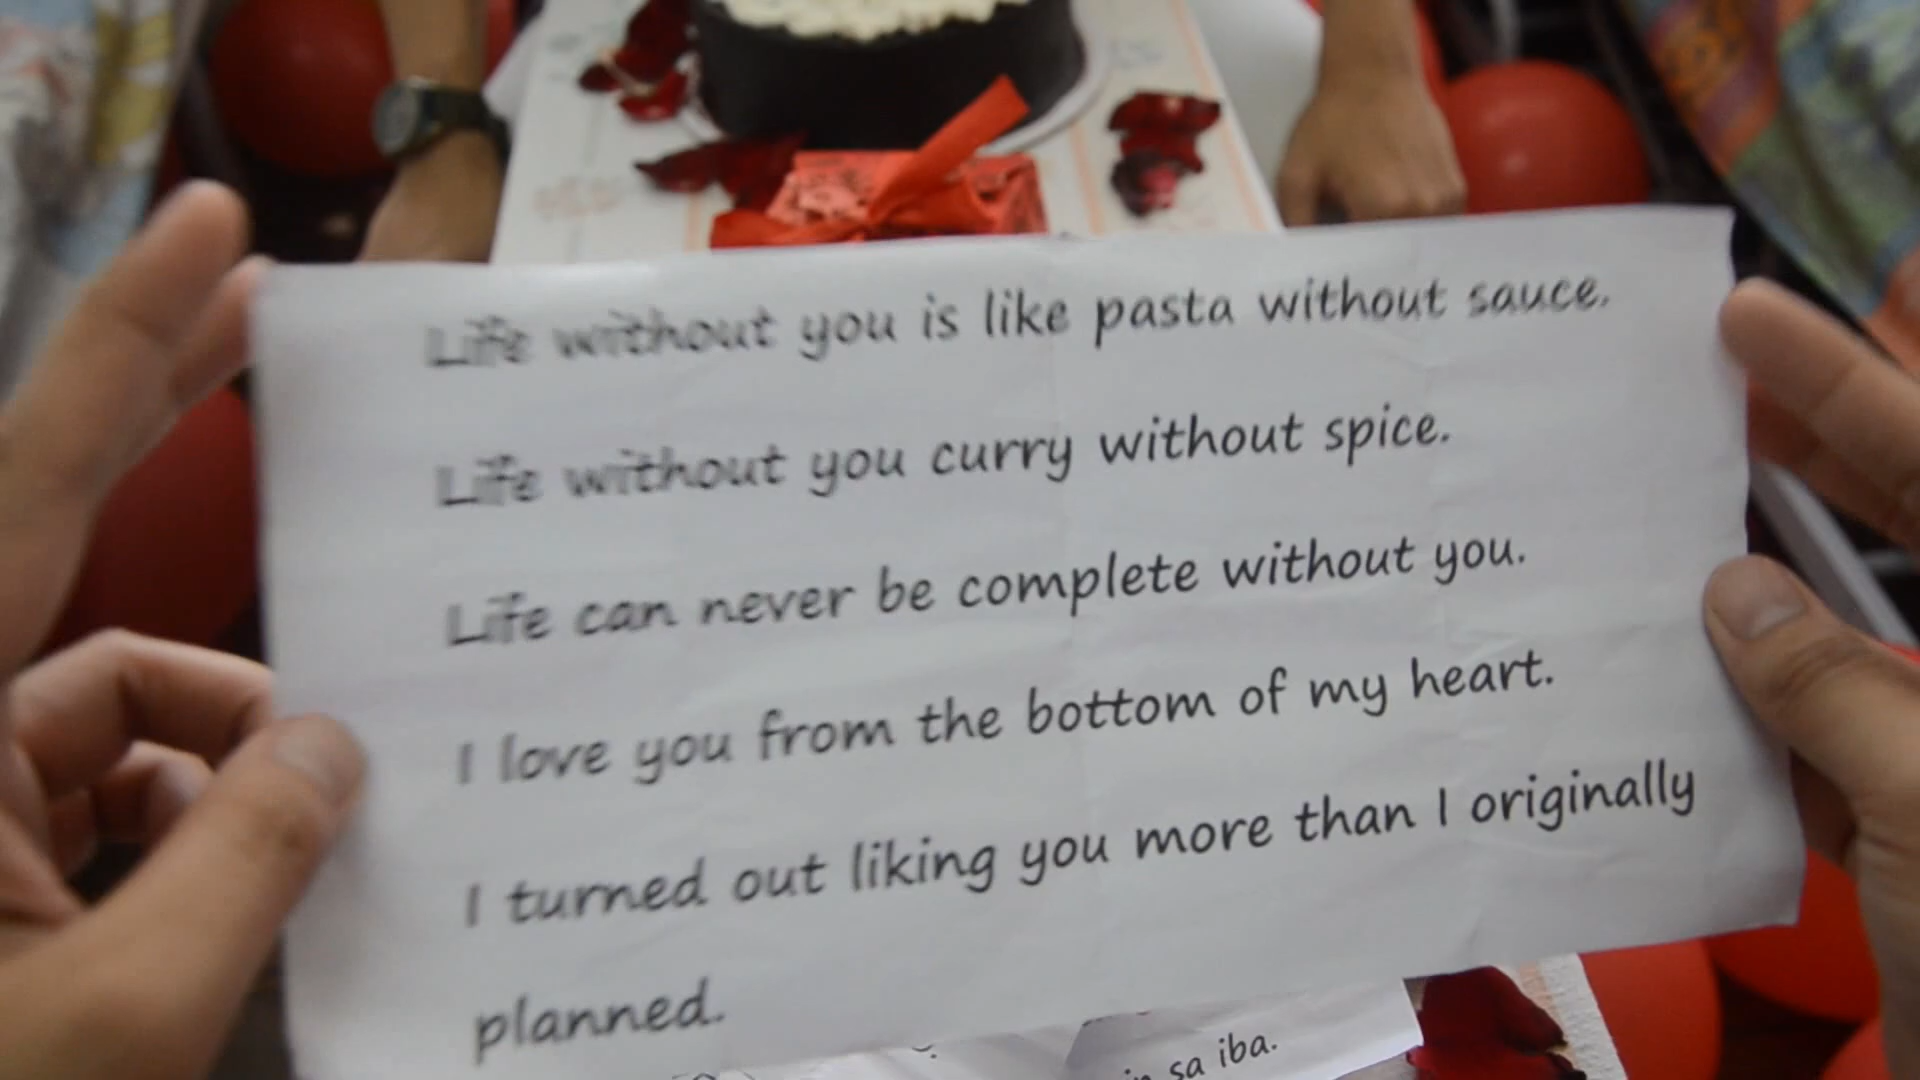 Life without you is like pasta without sauce.
Life without you curry without spice.
Life can never be complete without you.
I love you from the bottom of my heart.
I turned out liking you more than I originally
planned.
sa iba.